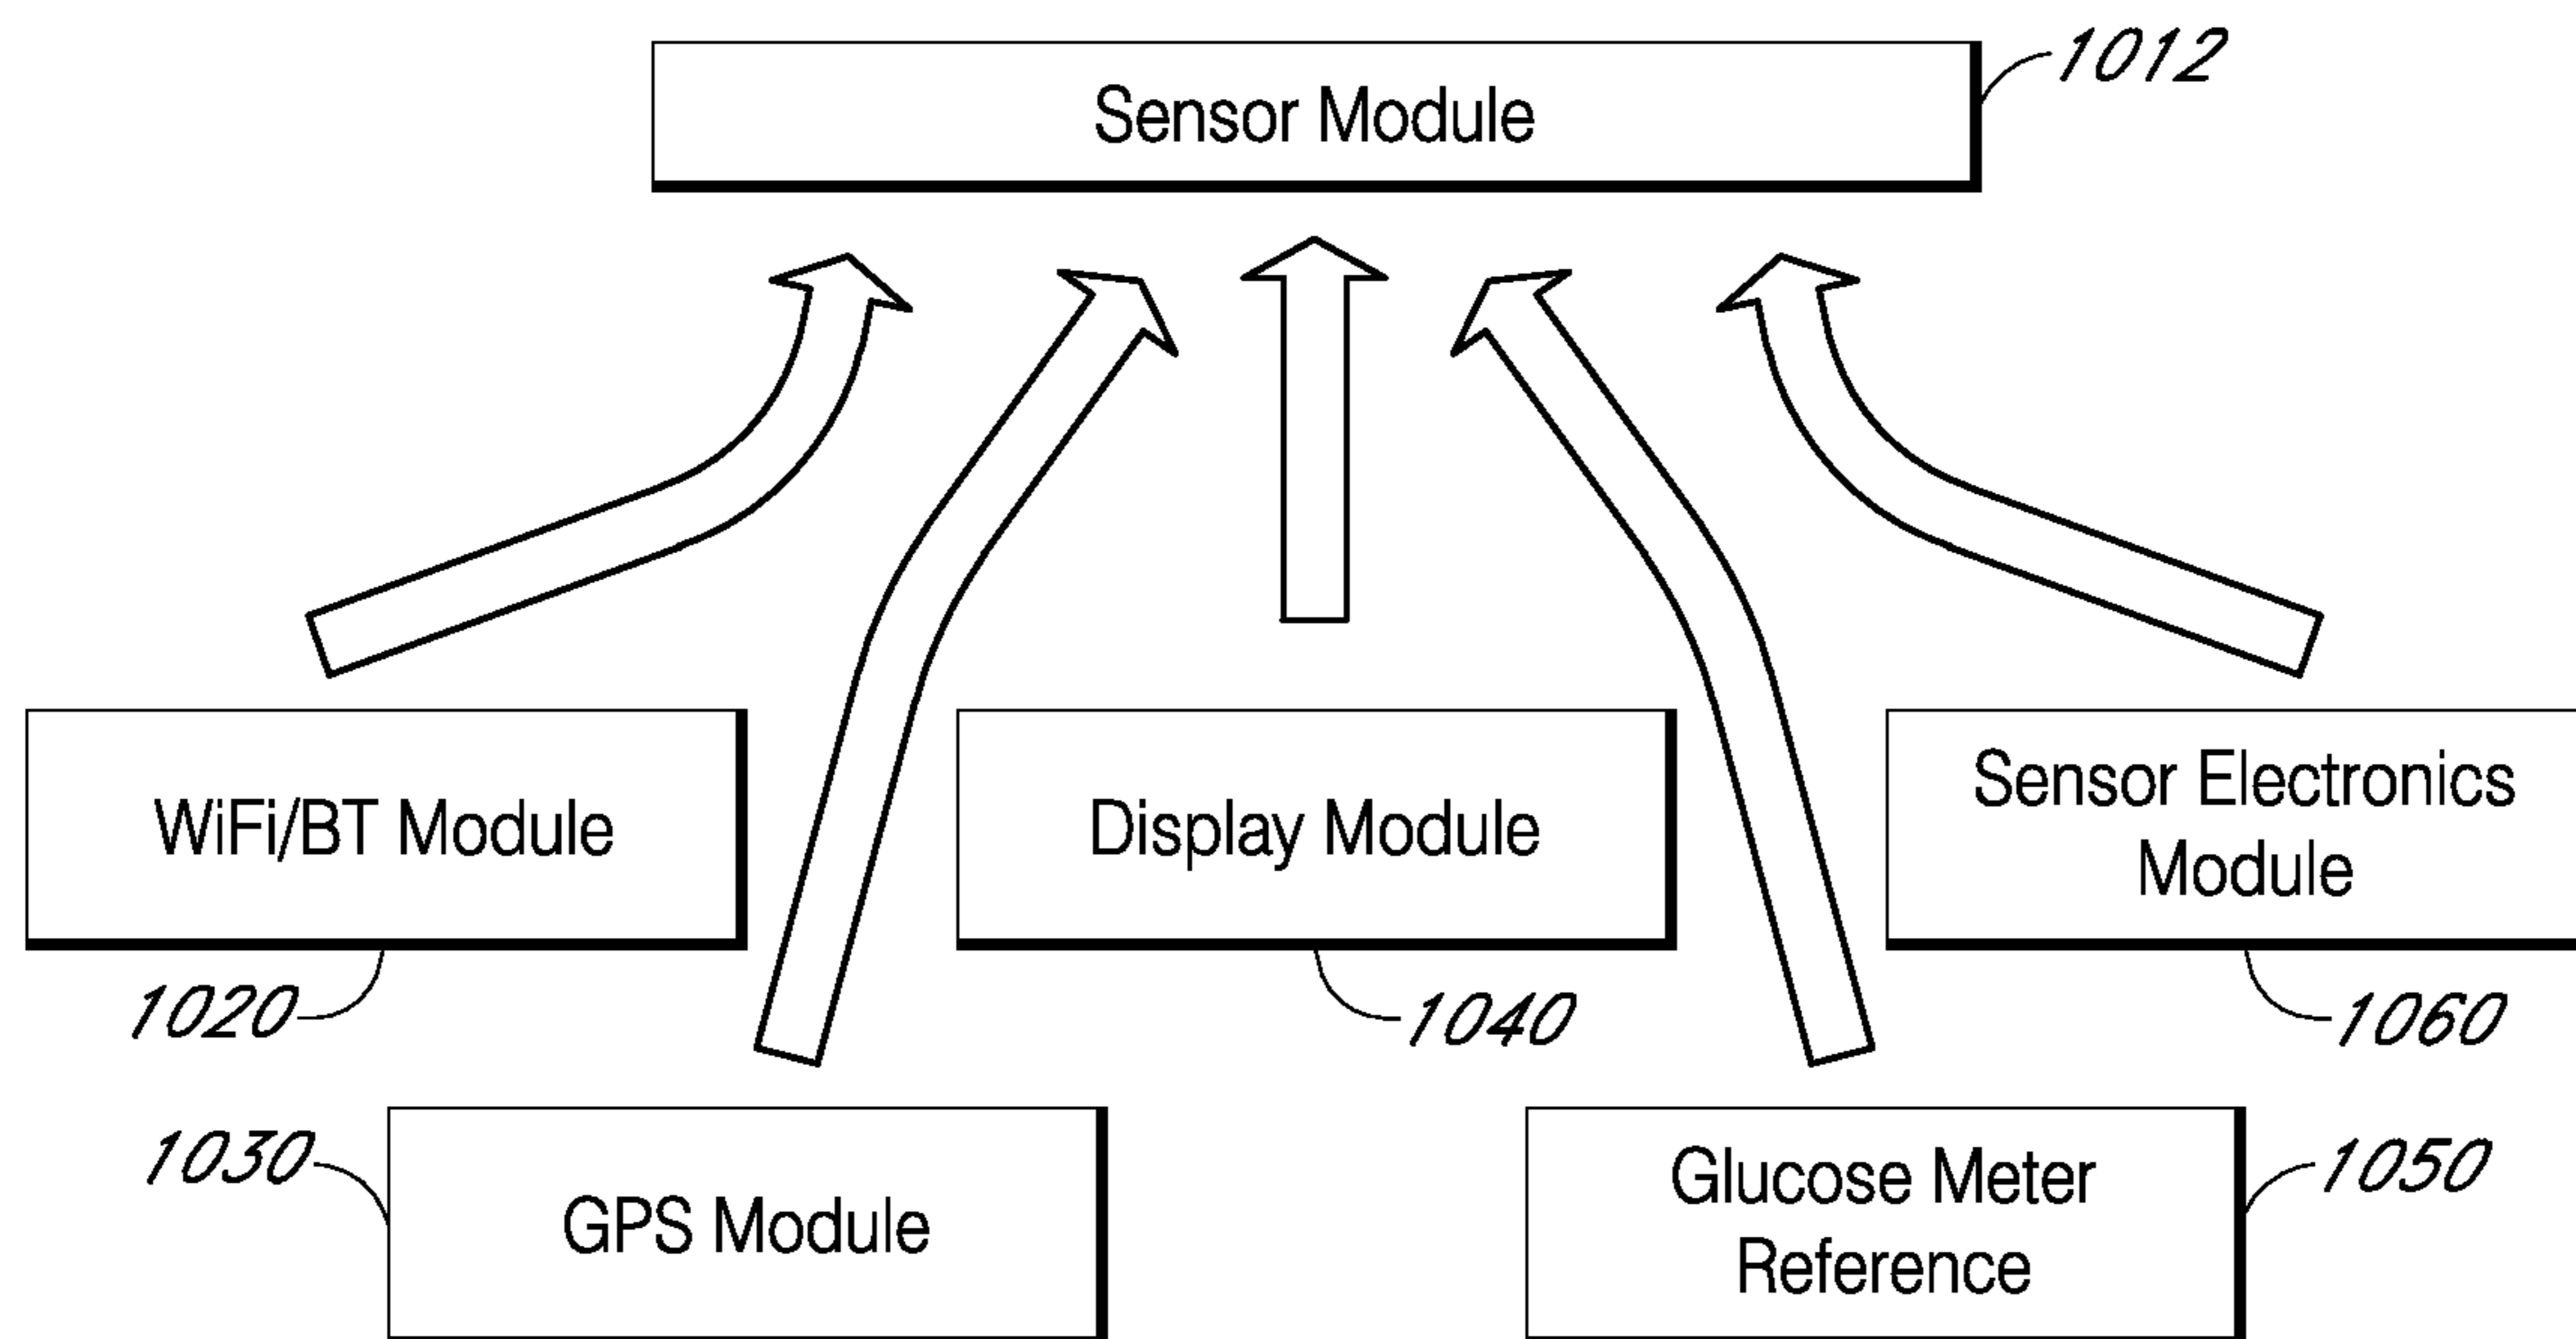 1012
Sensor Module
WiFi/BT Module
Display Module
Sensor Electronics
Module
1020
1040
1060
1030
GPS Module
Glucose Meter
Reference
1050